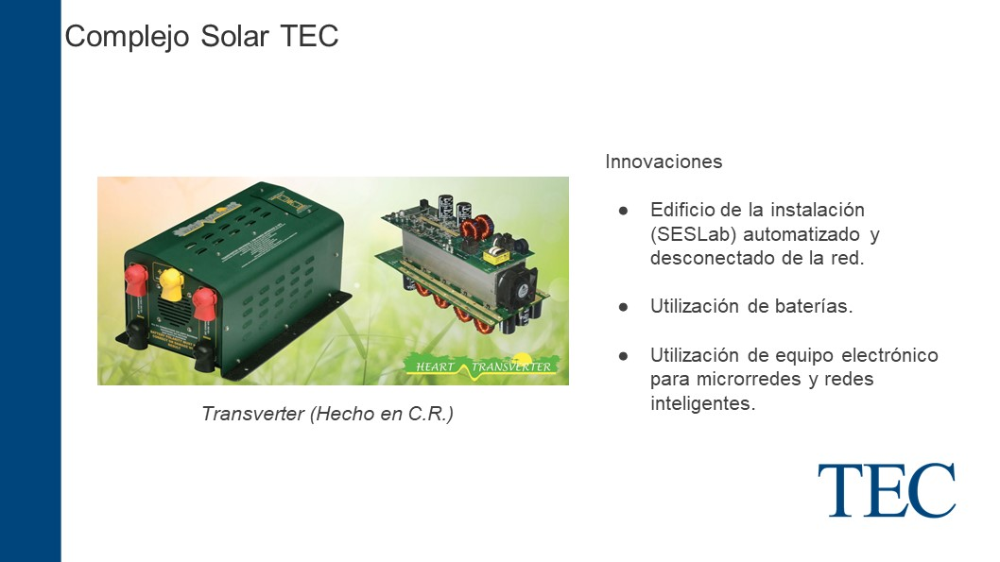 Complejo Solar TEC
Innovaciones
● Edificio de la instalación
(SESLab) automatizado y
desconectado de la red.
● Utilización de baterías.
● Utilización de equipo electrónico
para microrredes y redes
inteligentes.
HEART TRANSVERTER
Transverter (Hecho en C.R.)
TEC